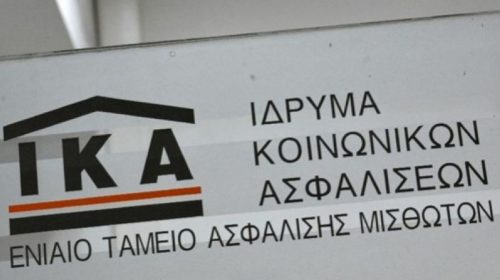 ΙΚΑ
ΙΔΡΥΜΑ
ΚΟΙΝΩΝΙΚΩΝ
ΑΣΦΑΛΙΣΕΩΝ
ΕΝΙΑΙΟ ΤΑΜΕΙΟ ΑΣΦΑΛΙΣΗΣ ΜΙΣΘΩΤΩΝ